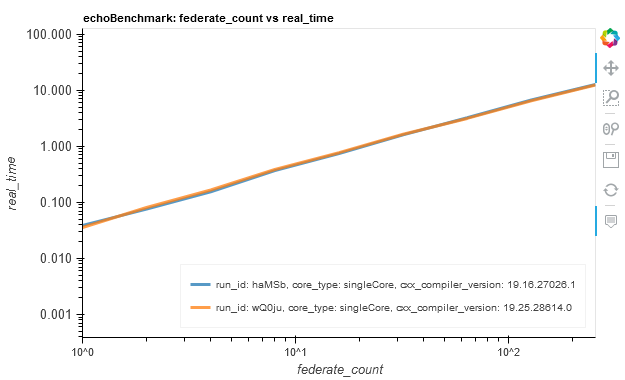 echoBenchmark: federate_count vs real_time
100.000
10.000
1.000
0.100
0.010
0.001
real_time
run_id: haMSb, core_type: singleCore, cxx_compiler_version: 19.16.27026.1
run_id: wQ0ju, core_type: singleCore, cxx_compiler_version: 19.25.28614.0
10^0
10^1
10^2
federate_count